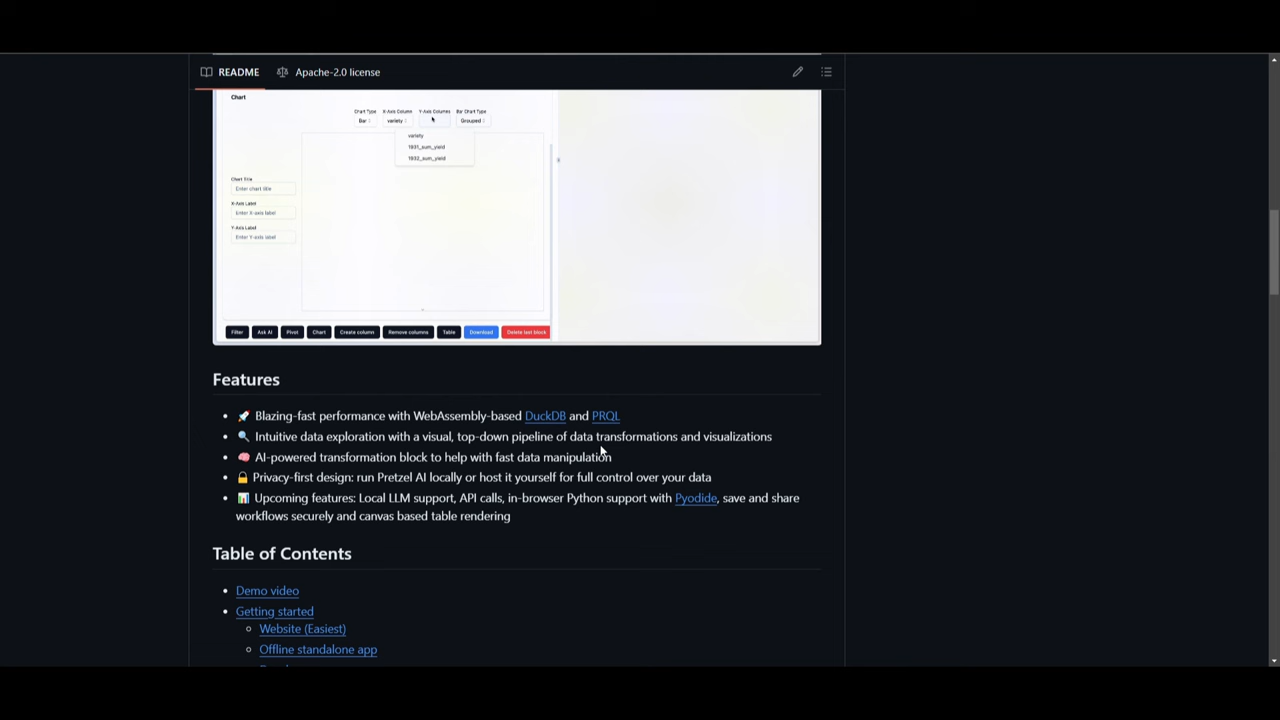 README Apache-2.0 license
Chart
Chart Type X-Axis Column Y-Axis Columns Bar Chart Type
Bar variety Grouped
variety
1931_sum_yield
1932_sum_yield
Chart Title
Enter chart title
X-Axis Label
Enter X-axis label
Y-Axis Label
Enter Y-axis label
Filter Ask AI Pivot Chart Create column Remove columns Table Download Delete last block
Features
🚀 Blazing-fast performance with WebAssembly-based DuckDB and PRQL
🔍 Intuitive data exploration with a visual, top-down pipeline of data transformations and visualizations
🧠 AI-powered transformation block to help with fast data manipulation
🔒 Privacy-first design: run Pretzel AI locally or host it yourself for full control over your data
📊 Upcoming features: Local LLM support, API calls, in-browser Python support with Pyodide, save and share
workflows securely and canvas based table rendering
Table of Contents
Demo video
Getting started
Website (Easiest)
Offline standalone app